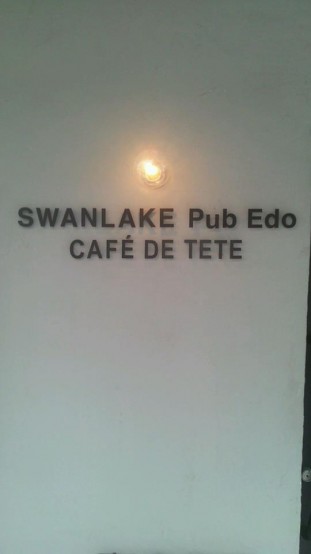 SWANLAKE Pub Edo
CAFÉ DE TETE